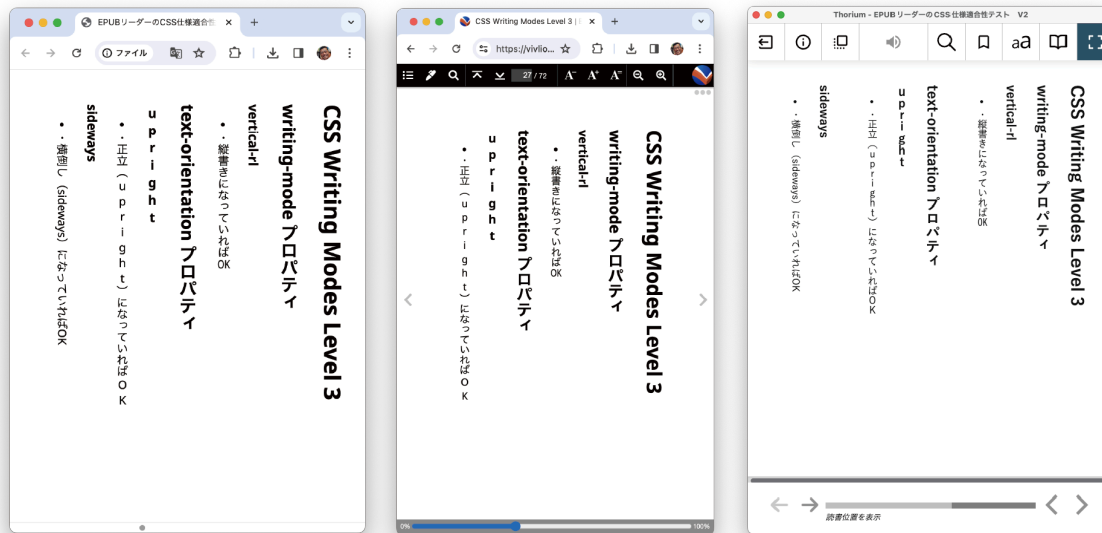 EPUBリーダーのCSS仕様適合性
ファイル
CSS Writing Modes Level 3
writing-mode プロパティ
vertical-rl
・縦書きになっていればOK
text-orientation プロパティ
upright
・正立（upright）になっていればOK
sideways
・横倒し（sideways）になっていればOK
CSS Writing Modes Level 3 |
https://vivlio...
27 / 72
A⁻ A⁺ A⁼
CSS Writing Modes Level 3
writing-mode プロパティ
vertical-rl
・縦書きになっていればOK
text-orientation プロパティ
upright
・正立（upright）になっていればOK
0%
100%
Thorium - EPUBリーダーのCSS仕様適合性テスト V2
aa
CSS Writing Modes Level 3
writing-mode プロパティ
vertical-rl
・縦書きになっていればOK
text-orientation プロパティ
upright
・正立（upright）になっていればOK
sideways
・横倒し（sideways）になっていればOK
読書位置を表示